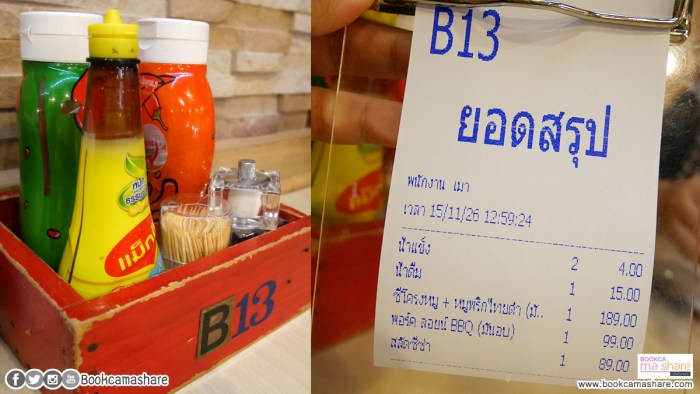 แม็กกี้
B13
Bookcamashare
B13
ยอดสรุป
พนักงาน เมา
เวลา 15/11/26 12:59:24
น้ำแข็ง 2 4.00
น้ำดื่ม 1 15.00
ซี่โครงหมู + หมูพริกไทยดำ (มั.. 1 189.00
พอร์ค ลอยน์ BBQ (มันอบ) 1 99.00
สลัดซีซ่า 1 89.00
BOOKCA
ma share
www.bookcamashare.com